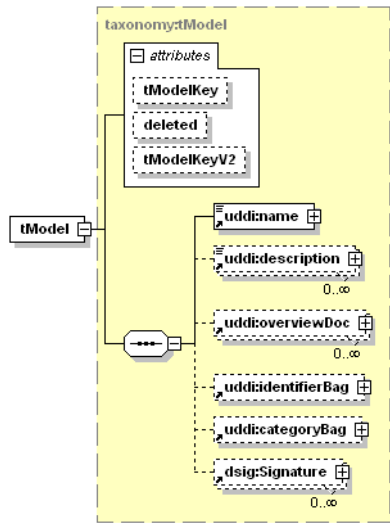 taxonomy:tModel
attributes
tModelKey
deleted
tModelKeyV2
tModel
uddi:name
uddi:description
0..∞
uddi:overviewDoc
0..∞
uddi:identifierBag
uddi:categoryBag
dsig:Signature
0..∞